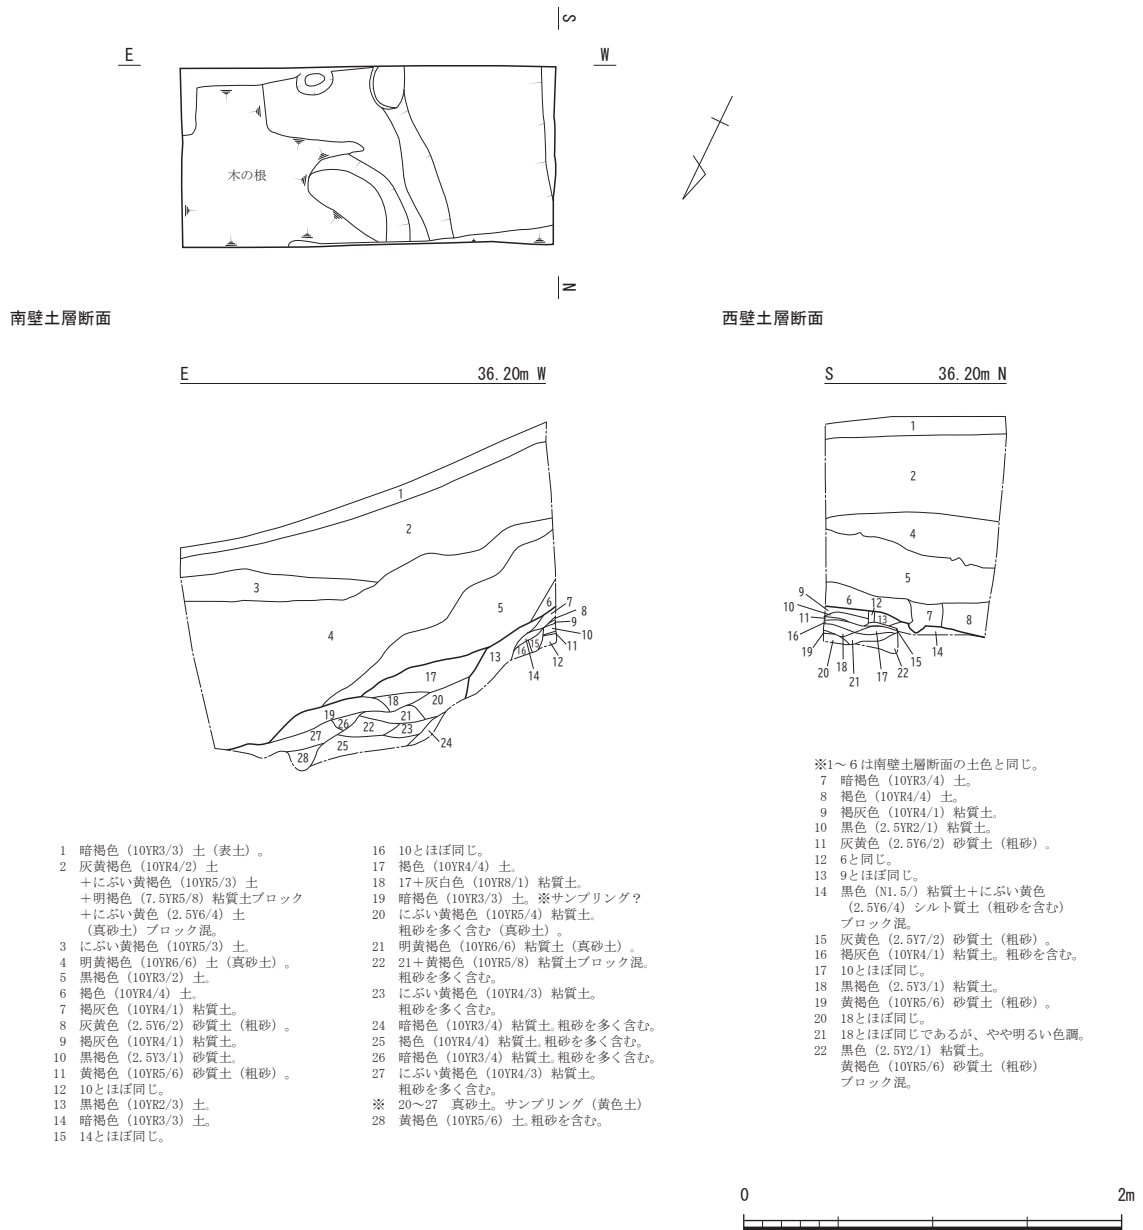 S
E
W
木の根
N
南壁土層断面
西壁土層断面
E 36.20m W
S 36.20m N
1
2
3
4
5
6
7
8
9
10
11
12
13
14
15
16
17
18
19
20
21
22
23
24
25
26
27
28
1
2
4
5
6
7
8
9
10
11
12
13
14
15
16
17
18
19
20
21
22
1 暗褐色（10YR3/3）土（表土）。
2 灰黄褐色（10YR4/2）土
＋にぶい黄褐色（10YR5/3）土
＋明褐色（7.5YR5/8）粘質土ブロック
＋にぶい黄色（2.5Y6/4）土
（真砂土）ブロック混。
3 にぶい黄褐色（10YR5/3）土。
4 明黄褐色（10YR6/6）土（真砂土）。
5 黒褐色（10YR3/2）土。
6 褐色（10YR4/4）土。
7 褐灰色（10YR4/1）粘質土。
8 灰黄色（2.5Y6/2）砂質土（粗砂）。
9 褐灰色（10YR4/1）粘質土。
10 黒褐色（2.5Y3/1）砂質土。
11 黄褐色（10YR5/6）砂質土（粗砂）。
12 10とほぼ同じ。
13 黒褐色（10YR2/3）土。
14 暗褐色（10YR3/3）土。
15 14とほぼ同じ。
16 10とほぼ同じ。
17 褐色（10YR4/4）土。
18 17＋灰白色（10YR8/1）粘質土。
19 暗褐色（10YR3/3）土。※サンプリング？
20 にぶい黄褐色（10YR5/4）粘質土。
粗砂を多く含む（真砂土）。
21 明黄褐色（10YR6/6）粘質土（真砂土）。
22 21＋黄褐色（10YR5/8）粘質土ブロック混。
粗砂を多く含む。
23 にぶい黄褐色（10YR4/3）粘質土。
粗砂を多く含む。
24 暗褐色（10YR3/4）粘質土。粗砂を多く含む。
25 褐色（10YR4/4）粘質土。粗砂を多く含む。
26 暗褐色（10YR3/4）粘質土。粗砂を多く含む。
27 にぶい黄褐色（10YR4/3）粘質土。
粗砂を多く含む。
※ 20～27 真砂土。サンプリング（黄色土）
28 黄褐色（10YR5/6）土。粗砂を含む。
※1～6は南壁土層断面の土色と同じ。
7 暗褐色（10YR3/4）土。
8 褐色（10YR4/4）土。
9 褐灰色（10YR4/1）粘質土。
10 黒色（2.5YR2/1）粘質土。
11 灰黄色（2.5Y6/2）砂質土（粗砂）。
12 6と同じ。
13 9とほぼ同じ。
14 黒色（N1.5/）粘質土＋にぶい黄色
（2.5Y6/4）シルト質土（粗砂を含む）
ブロック混。
15 灰黄色（2.5Y7/2）砂質土（粗砂）。
16 褐灰色（10YR4/1）粘質土。粗砂を含む。
17 10とほぼ同じ。
18 黒褐色（2.5Y3/1）粘質土。
19 黄褐色（10YR5/6）砂質土（粗砂）。
20 18とほぼ同じ。
21 18とほぼ同じであるが、やや明るい色調。
22 黒色（2.5Y2/1）粘質土。
黄褐色（10YR5/6）砂質土（粗砂）
ブロック混。
0 2m